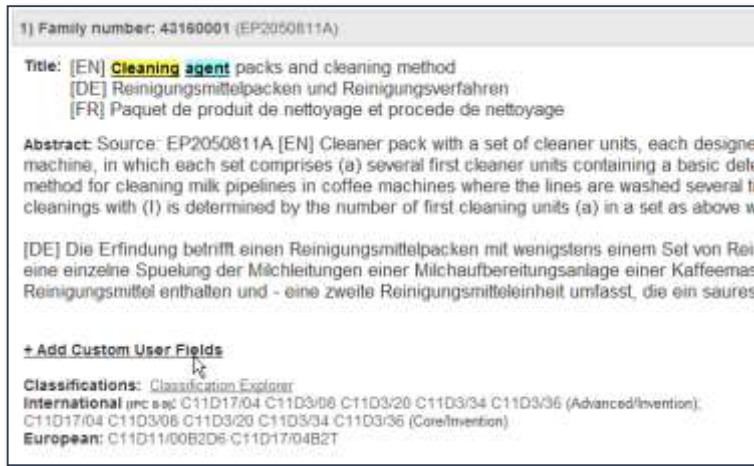 1) Family number: 43160001 (EP2050811A)
Title: [EN] Cleaning agent packs and cleaning method
[DE] Reinigungsmittelpacken und Reinigungsverfahren
[FR] Paquet de produit de nettoyage et procede de nettoyage
Abstract: Source: EP2050811A [EN] Cleaner pack with a set of cleaner units, each designe
machine, in which each set comprises (a) several first cleaner units containing a basic dete
method for cleaning milk pipelines in coffee machines where the lines are washed several t
cleanings with (I) is determined by the number of first cleaning units (a) in a set as above w
[DE] Die Erfindung betrifft einen Reinigungsmittelpacken mit wenigstens einem Set von Rei
eine einzelne Spuelung der Milchleitungen einer Milchaufbereitungsanlage einer Kaffeemas
Reinigungsmittel enthalten und - eine zweite Reinigungsmitteleinheit umfasst, die ein saures
+ Add Custom User Fields
Classifications: Classification Explorer
International (IPC 8-9): C11D17/04 C11D3/06 C11D3/20 C11D3/34 C11D3/36 (Advanced/Invention);
C11D17/04 C11D3/06 C11D3/20 C11D3/34 C11D3/36 (Core/Invention)
European: C11D11/00B2D6 C11D17/04B2T